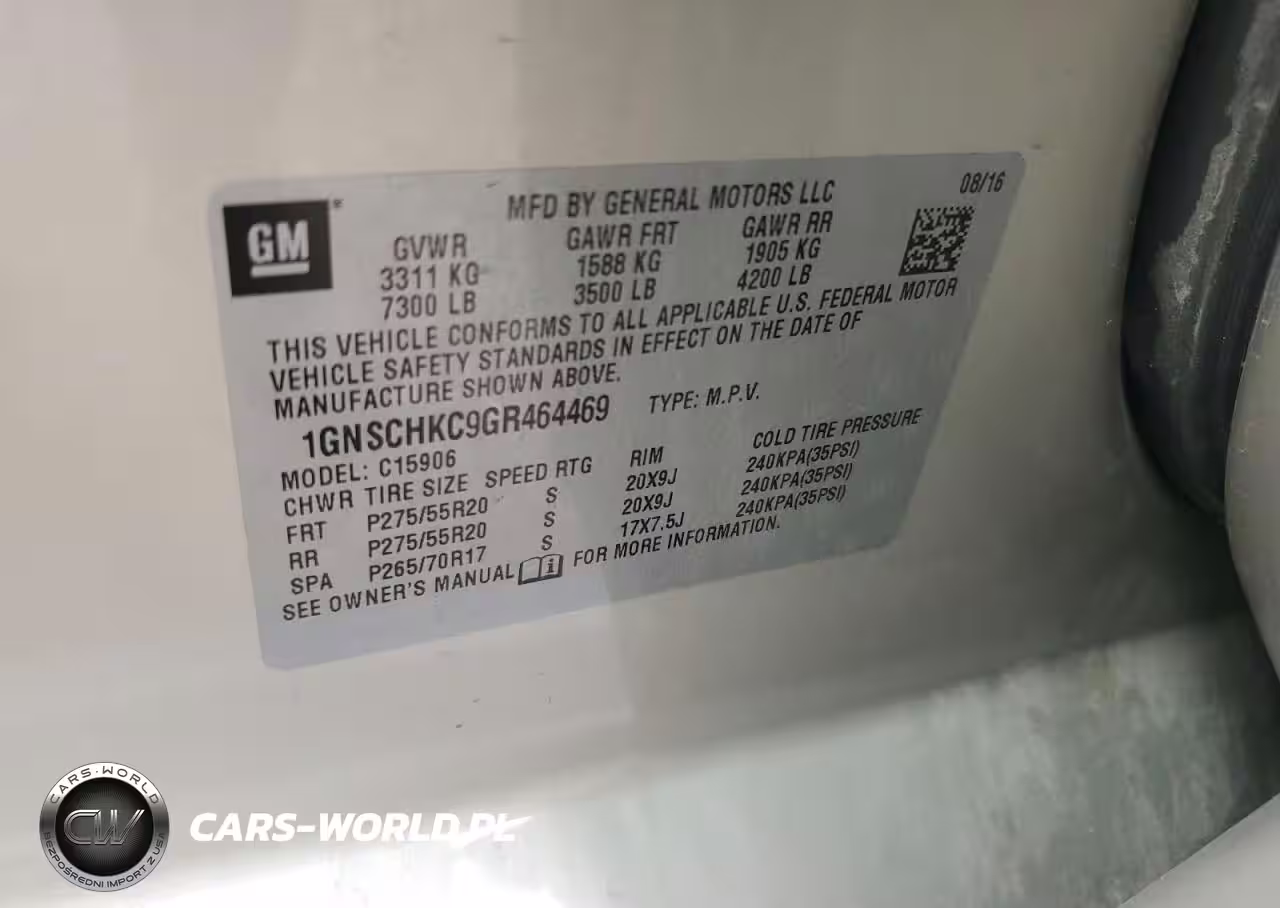 GM
MFD BY GENERAL MOTORS LLC
08/16
GVWR GAWR FRT GAWR RR
3311 KG 1588 KG 1905 KG
7300 LB 3500 LB 4200 LB
THIS VEHICLE CONFORMS TO ALL APPLICABLE U.S. FEDERAL MOTOR
VEHICLE SAFETY STANDARDS IN EFFECT ON THE DATE OF
MANUFACTURE SHOWN ABOVE.
1GNSCHKC9GR464469 TYPE: M.P.V.
MODEL: C15906
CHWR TIRE SIZE SPEED RTG RIM COLD TIRE PRESSURE
FRT P275/55R20 S 20X9J 240KPA(35PSI)
RR P275/55R20 S 20X9J 240KPA(35PSI)
SPA P265/70R17 S 17X7.5J 240KPA(35PSI)
SEE OWNER'S MANUAL FOR MORE INFORMATION.
CARS-WORLD
CW
BEZPOŚREDNI IMPORT Z USA
CARS-WORLD.PL